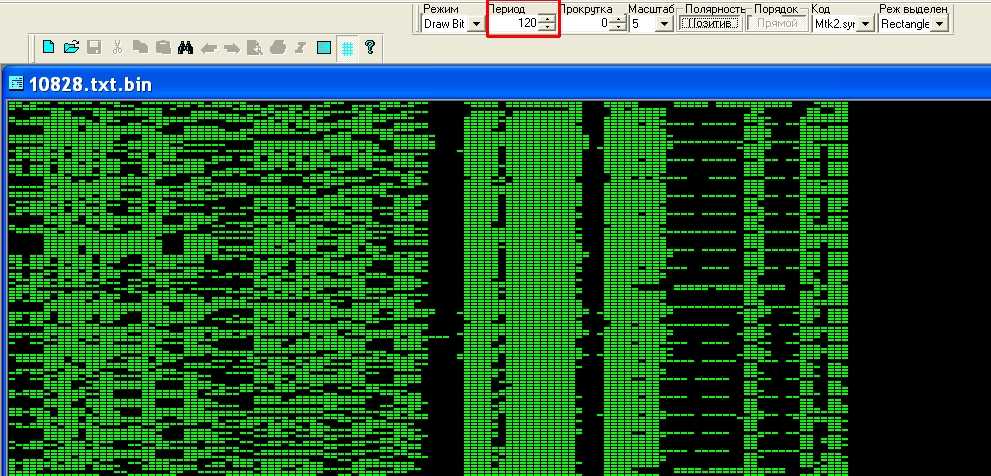 Режим Период Прокрутка Масштаб Полярность Порядок Код Реж выделен
Draw Bit 120 0 5 Позитив Прямой Mtk2.syr Rectangle
10828.txt.bin